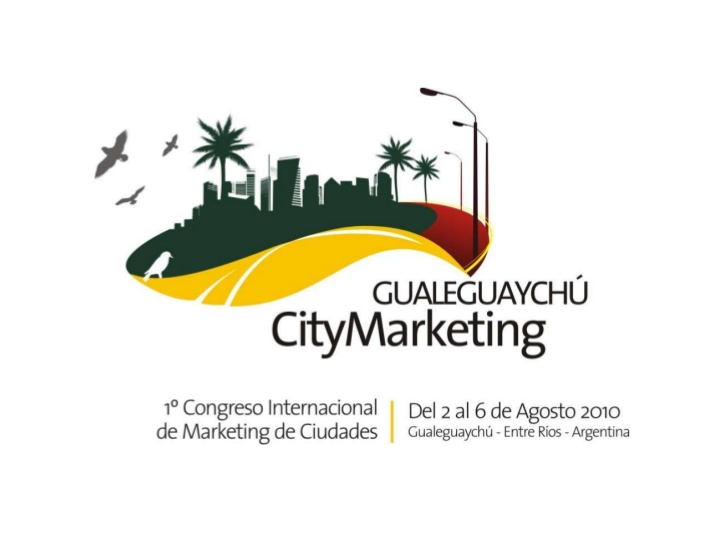 GUALEGUAYCHÚ
CityMarketing
1º Congreso Internacional
de Marketing de Ciudades
Del 2 al 6 de Agosto 2010
Gualeguaychú - Entre Ríos - Argentina